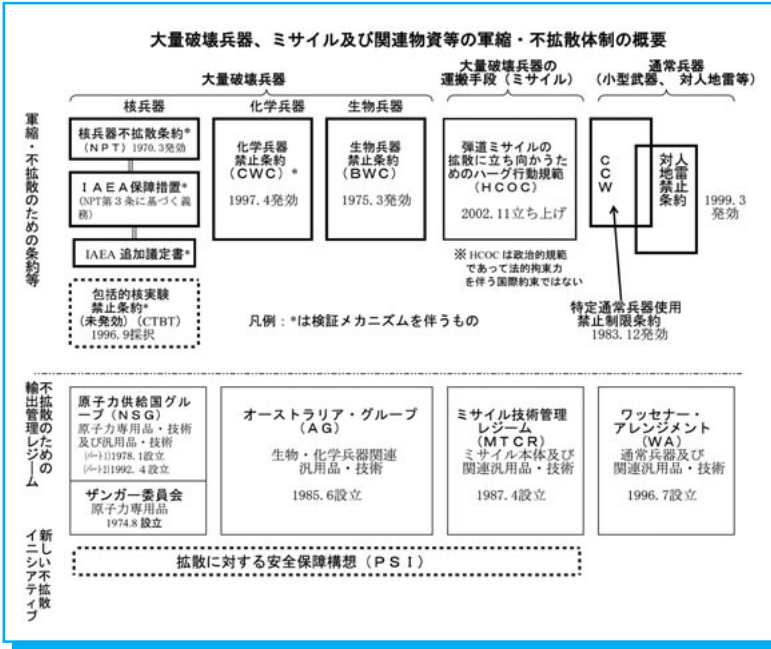 大量破壊兵器、ミサイル及び関連物資等の軍縮・不拡散体制の概要
大量破壊兵器
大量破壊兵器の
運搬手段(ミサイル)
通常兵器
(小型武器、対人地雷等)
核兵器
化学兵器
生物兵器
軍縮・不拡散のための条約等
核兵器不拡散条約*
(NPT) 1970.3発効
IAEA保障措置*
(NPT第3条に基づく義
務)
IAEA 追加議定書*
包括的核実験
禁止条約*
(未発効)(CTBT)
1996.9採択
化学兵器
禁止条約
(CWC)*
1997.4発効
生物兵器
禁止条約
(BWC)
1975.3発効
弾道ミサイルの
拡散に立ち向かうた
めのハーグ行動規範
(HCOC)
2002.11立ち上げ
※ HCOC は政治的規範
であって法的拘束力
を伴う国際約束ではない
CCW
対人
地雷
禁止
条約
1999.3
発効
特定通常兵器使用
禁止制限条約
1983.12発効
凡例:*は検証メカニズムを伴うもの
不拡散のための
輸出管理レジーム
原子力供給国グル
ープ(NSG)
原子力専用品・技術
及び汎用品・技術
(パート1)1978.1設立
(パート2)1992.4設立
ザンガー委員会
原子力専用品
1974.8 設立
オーストラリア・グループ
(AG)
生物・化学兵器関連
汎用品・技術
1985.6設立
ミサイル技術管理
レジーム
(MTCR)
ミサイル本体及び
関連汎用品・技術
1987.4設立
ワッセナー・
アレンジメント
(WA)
通常兵器及び
関連汎用品・技術
1996.7設立
新しい不拡散
イニシアティブ
拡散に対する安全保障構想(PSI)